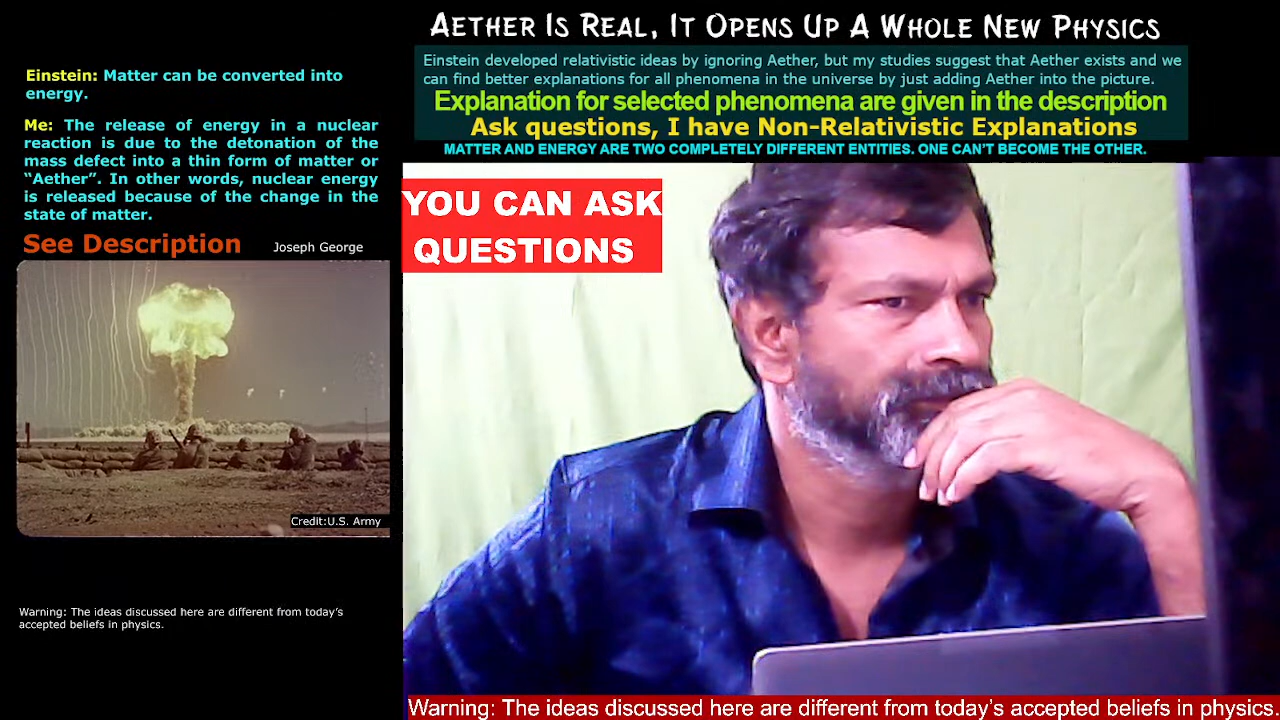 AETHER IS REAL, IT OPENS UP A WHOLE NEW PHYSICS
Einstein developed relativistic ideas by ignoring Aether, but my studies suggest that Aether exists and we
can find better explanations for all phenomena in the universe by just adding Aether into the picture.
Explanation for selected phenomena are given in the description
Ask questions, I have Non-Relativistic Explanations
MATTER AND ENERGY ARE TWO COMPLETELY DIFFERENT ENTITIES. ONE CAN'T BECOME THE OTHER.
Einstein: Matter can be converted into
energy.
Me: The release of energy in a nuclear
reaction is due to the detonation of the
mass defect into a thin form of matter or
“Aether”. In other words, nuclear energy
is released because of the change in the
state of matter.
See Description
Joseph George
Credit:U.S. Army
Warning: The ideas discussed here are different from today’s
accepted beliefs in physics.
YOU CAN ASK
QUESTIONS
Warning: The ideas discussed here are different from today’s accepted beliefs in physics.